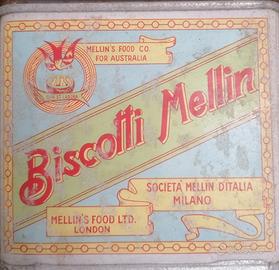 MELLIN'S FOOD CO.
FOR AUSTRALIA
Biscotti Mellin
SOCIETÀ MELLIN D'ITALIA
MILANO
MELLIN'S FOOD LTD.
LONDON